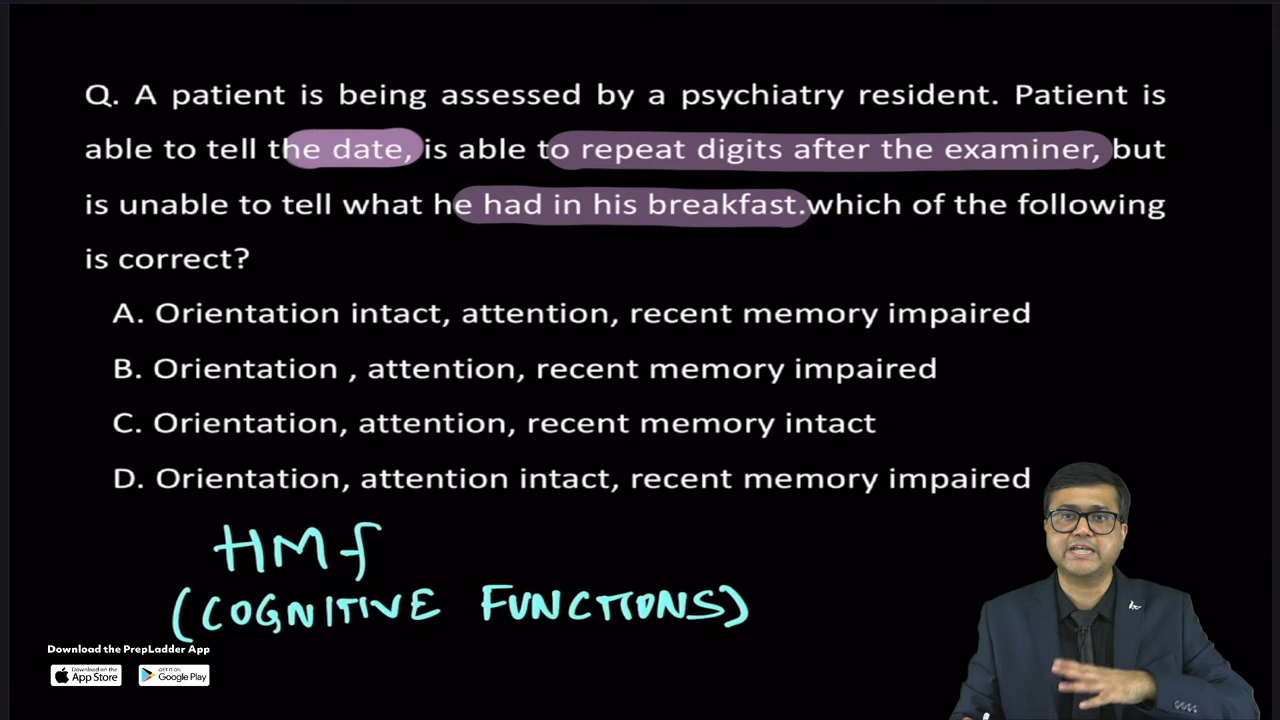 Q. A patient is being assessed by a psychiatry resident. Patient is
able to tell the date, is able to repeat digits after the examiner, but
is unable to tell what he had in his breakfast.which of the following
is correct?
A. Orientation intact, attention, recent memory impaired
B. Orientation , attention, recent memory impaired
C. Orientation, attention, recent memory intact
D. Orientation, attention intact, recent memory impaired
HMf
(COGNITIVE FUNCTIONS)
Download the PrepLadder App
Download on the
App Store
GET IT ON
Google Play